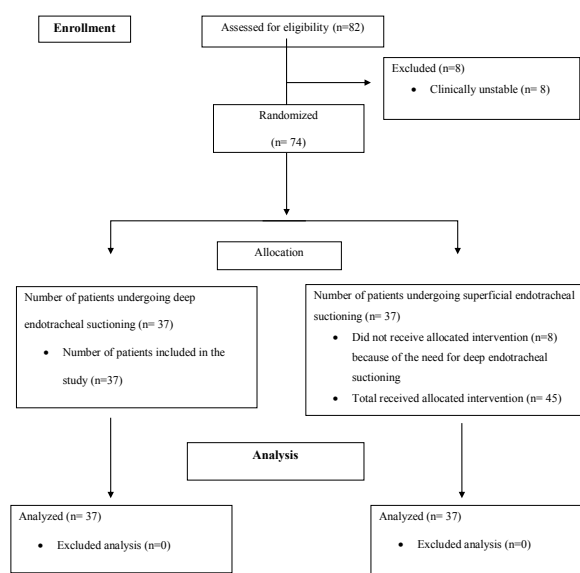 Enrollment
Assessed for eligibility (n=82)
Excluded (n=8)
• Clinically unstable (n= 8)
Randomized
(n= 74)
Allocation
Number of patients undergoing deep
endotracheal suctioning (n= 37)
• Number of patients included in the
study (n=37)
Number of patients undergoing superficial endotracheal
suctioning (n= 37)
• Did not receive allocated intervention (n=8)
because of the need for deep endotracheal
suctioning
• Total received allocated intervention (n= 45)
Analysis
Analyzed (n= 37)
• Excluded analysis (n=0)
Analyzed (n= 37)
• Excluded analysis (n=0)